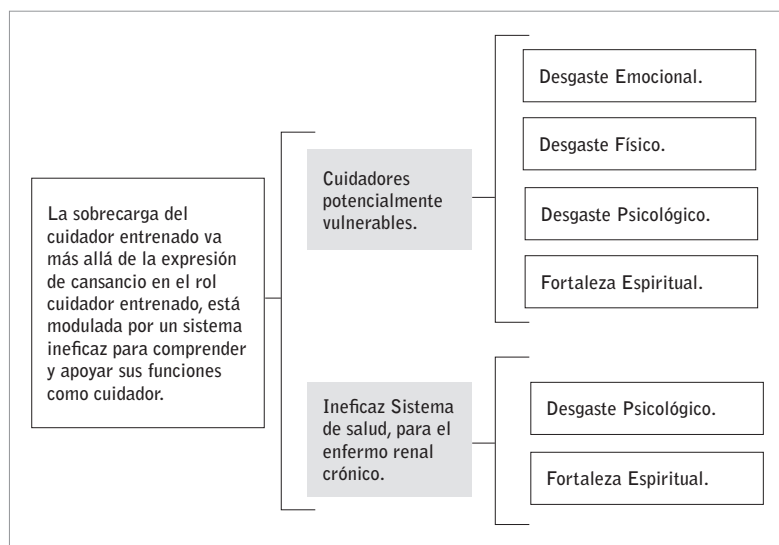 La sobrecarga del
cuidador entrenado va
más allá de la expresión
de cansancio en el rol
cuidador entrenado, está
modulada por un sistema
ineficaz para comprender
y apoyar sus funciones
como cuidador.
Cuidadores
potencialmente
vulnerables.
Desgaste Emocional.
Desgaste Físico.
Desgaste Psicológico.
Fortaleza Espiritual.
Ineficaz Sistema
de salud, para el
enfermo renal
crónico.
Desgaste Psicológico.
Fortaleza Espiritual.